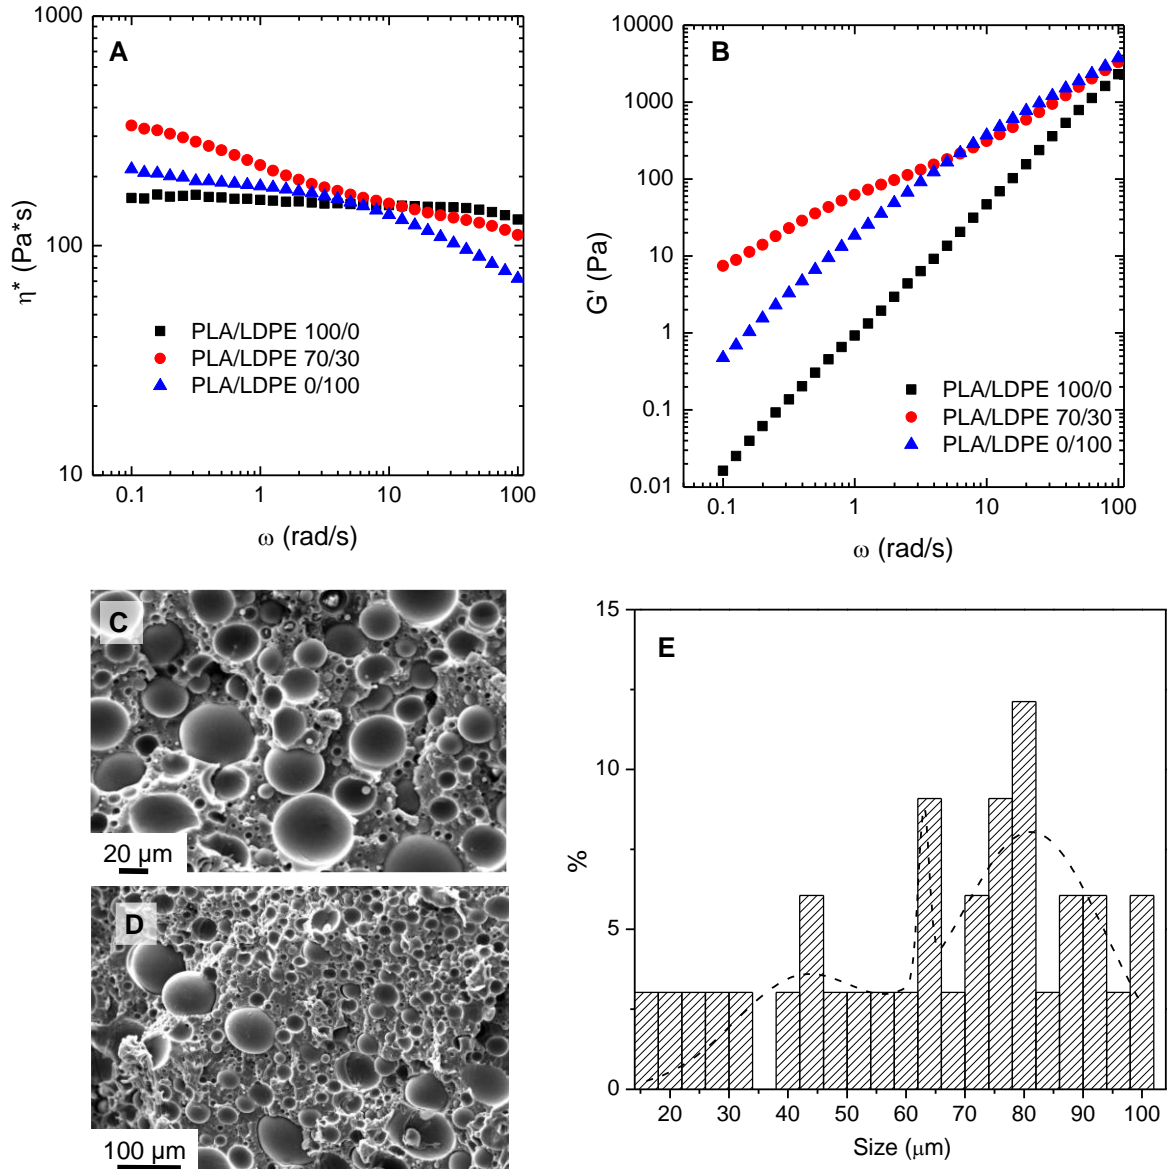 A
1000
100
10
η* (Pa*s)
0.1 1 10 100
ω (rad/s)
PLA/LDPE 100/0
PLA/LDPE 70/30
PLA/LDPE 0/100
B
10000
1000
100
10
1
0.1
0.01
G' (Pa)
0.1 1 10 100
ω (rad/s)
PLA/LDPE 100/0
PLA/LDPE 70/30
PLA/LDPE 0/100
C
20 µm
D
100 µm
E
15
10
5
0
%
20 30 40 50 60 70 80 90 100
Size (µm)